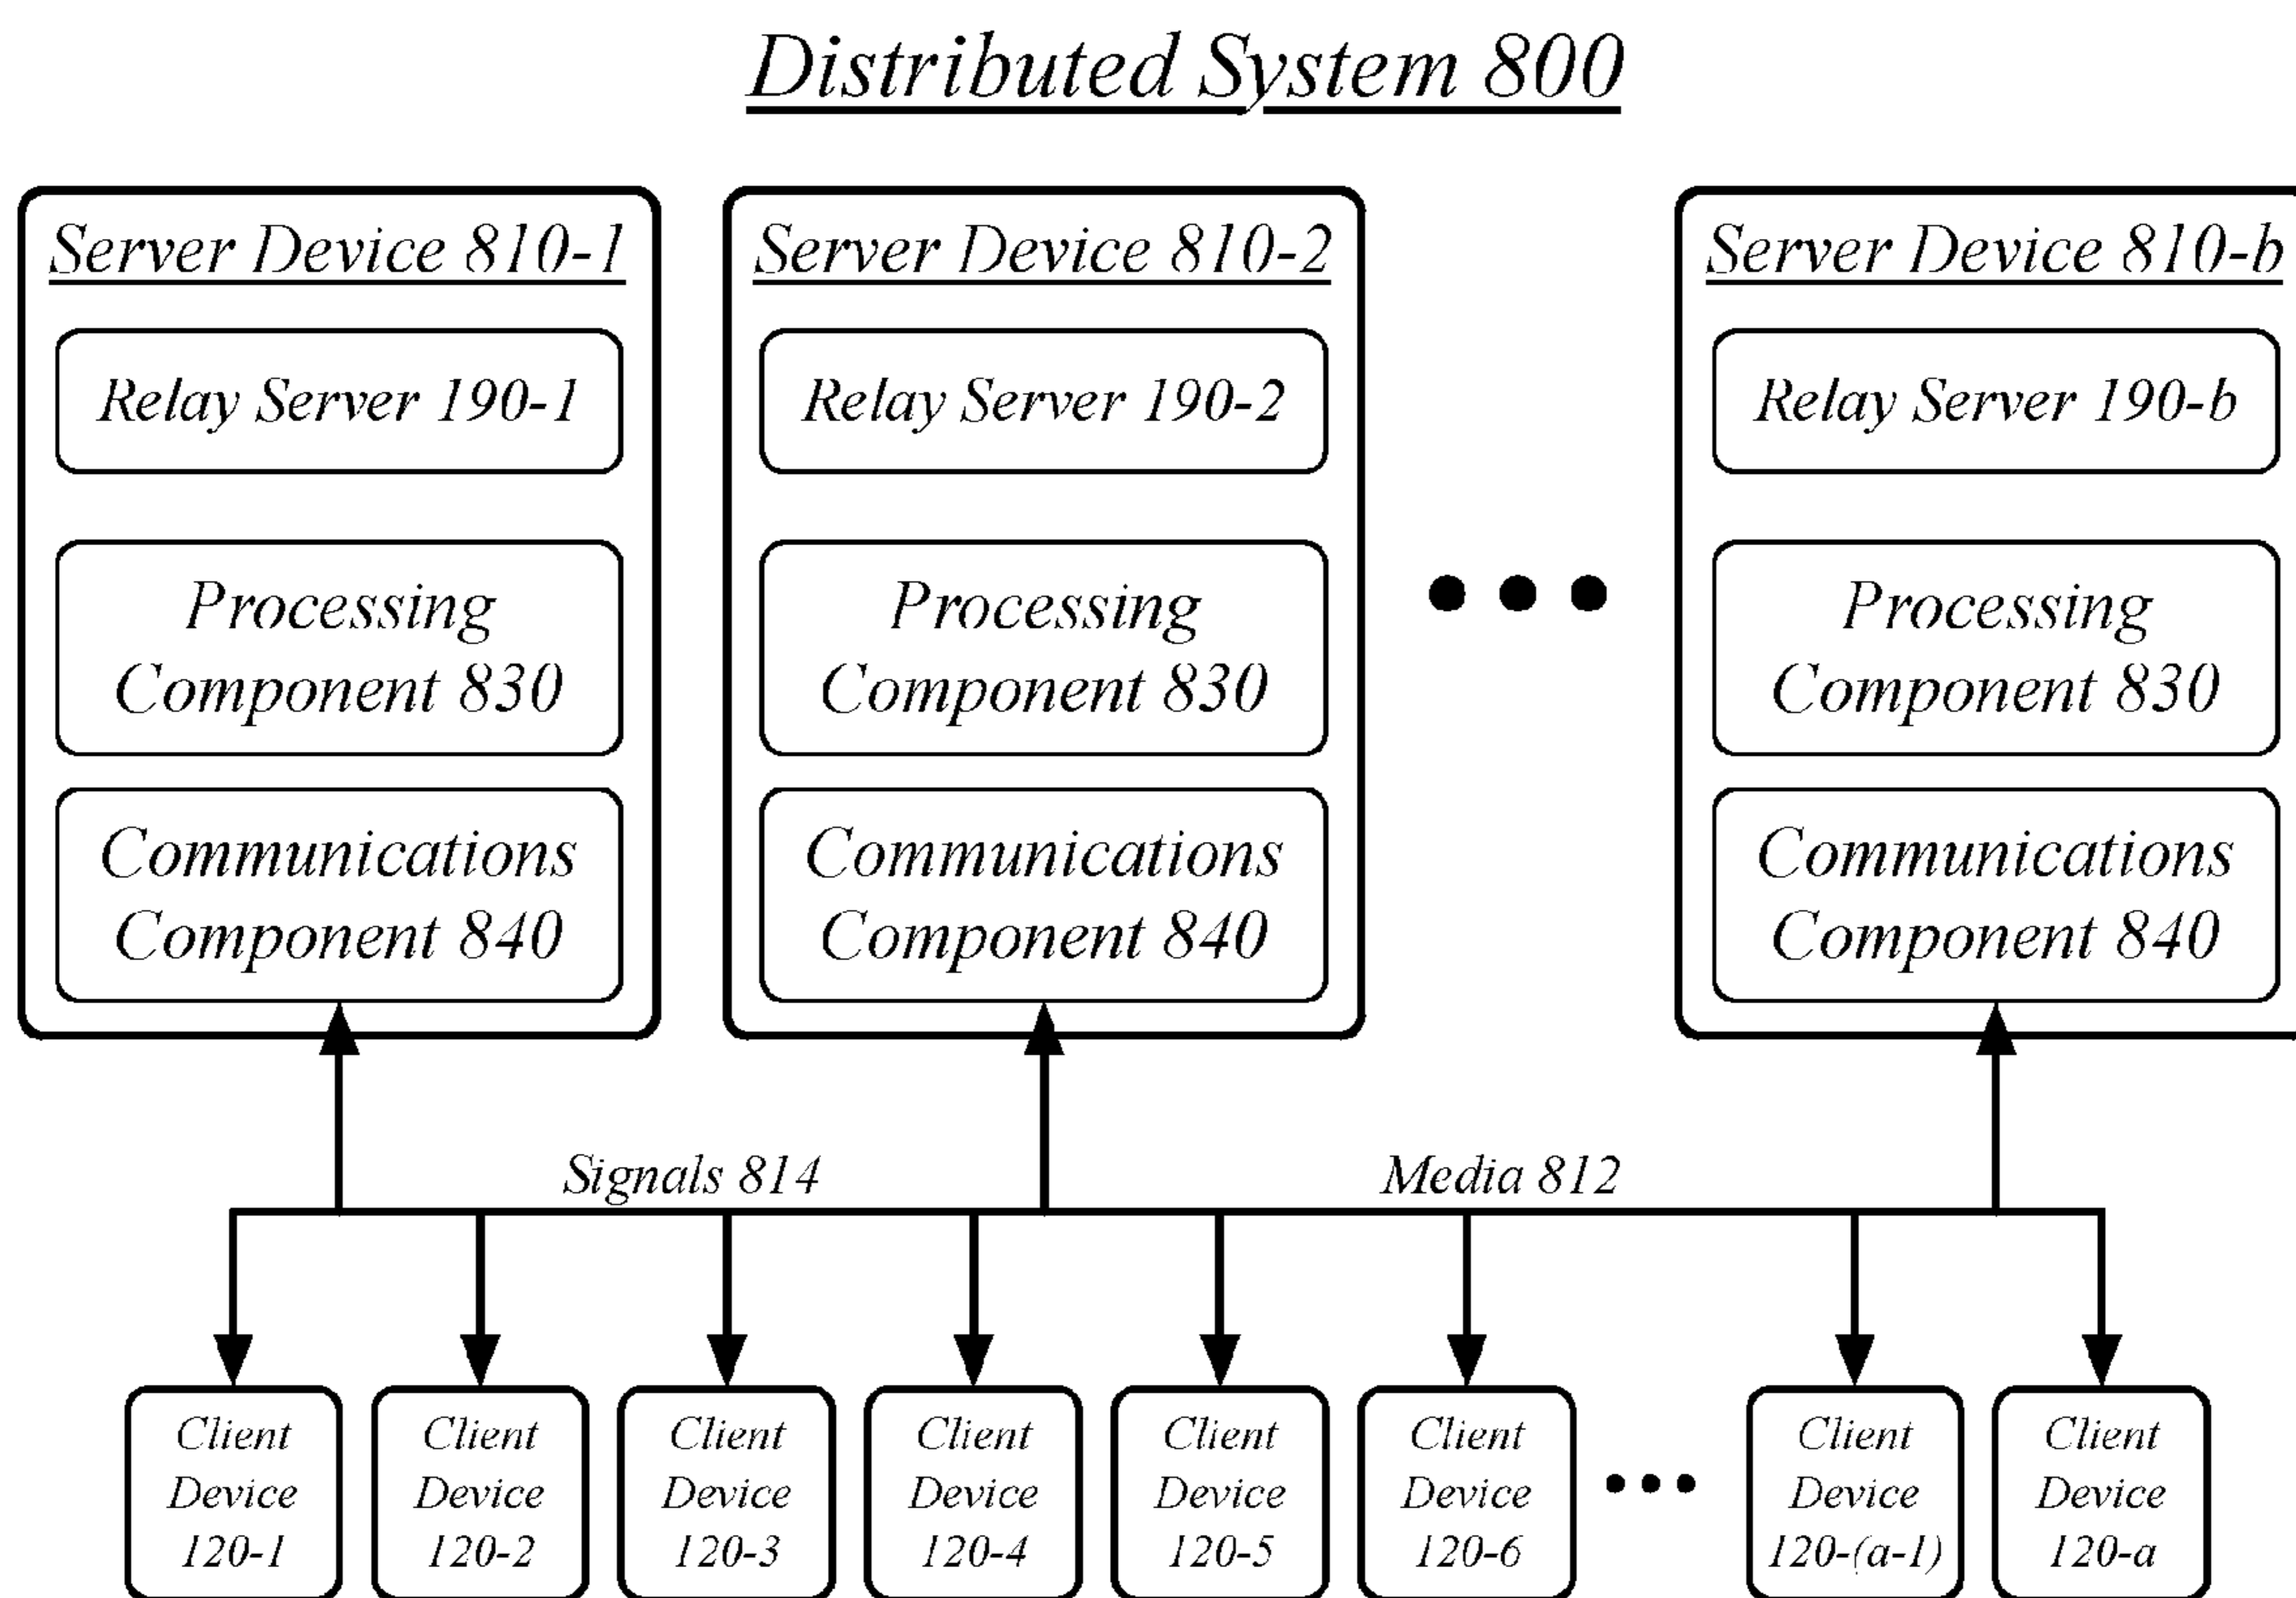 Distributed System 800
Server Device 810-1
Relay Server 190-1
Processing
Component 830
Communications
Component 840
Server Device 810-2
Relay Server 190-2
Processing
Component 830
Communications
Component 840
Server Device 810-b
Relay Server 190-b
Processing
Component 830
Communications
Component 840
Signals 814
Media 812
Client
Device
120-1
Client
Device
120-2
Client
Device
120-3
Client
Device
120-4
Client
Device
120-5
Client
Device
120-6
Client
Device
120-(a-1)
Client
Device
120-a